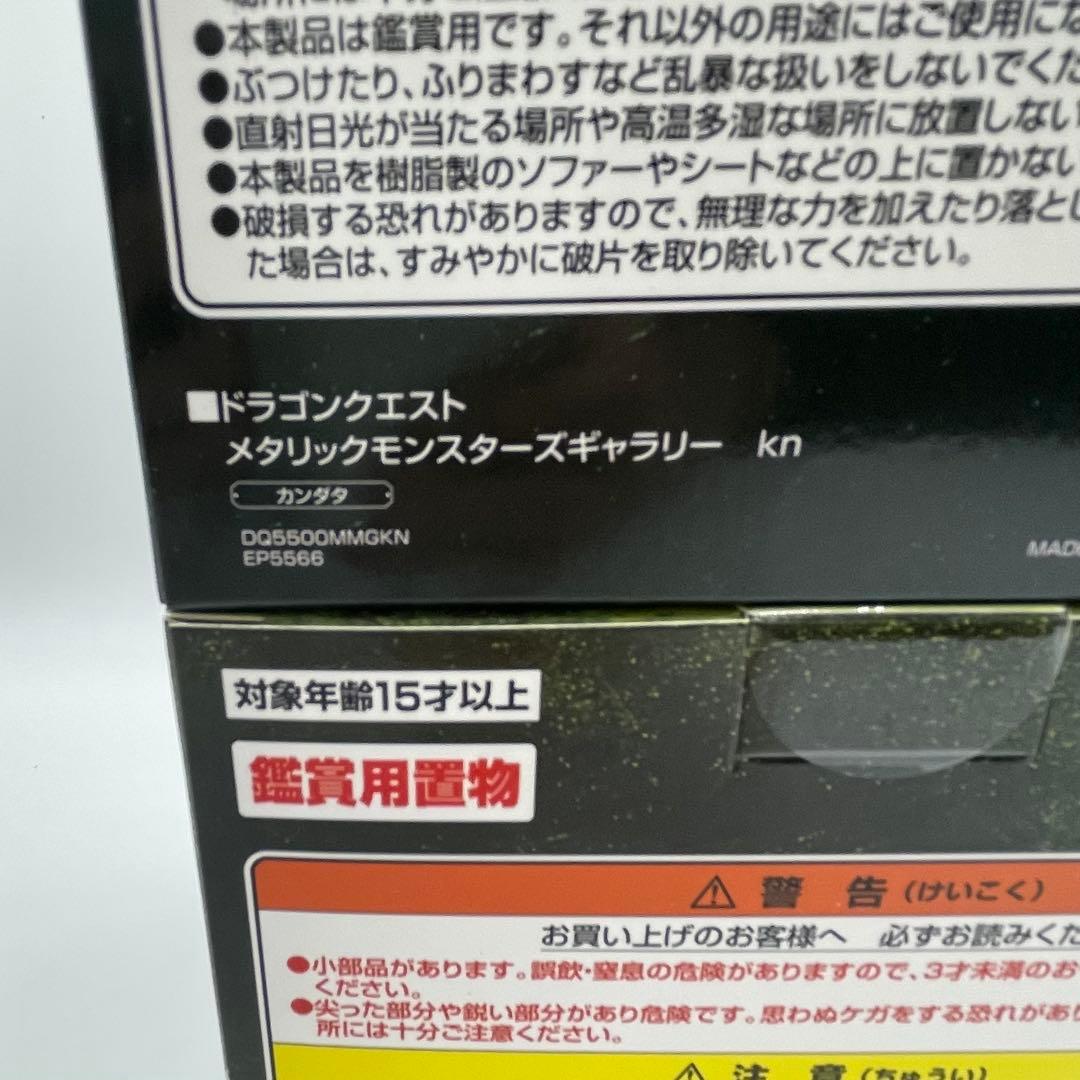 ●本製品は鑑賞用です。それ以外の用途にはご使用にな
●ぶつけたり、ふりまわすなど乱暴な扱いをしないでくだ
●直射日光が当たる場所や高温多湿な場所に放置しない
●本製品を樹脂製のソファーやシートなどの上に置かない
●破損する恐れがありますので、無理な力を加えたり落とし
た場合は、すみやかに破片を取り除いてください。
■ドラゴンクエスト
メタリックモンスターズギャラリー kn
カンダタ
DQ5500MMGKN
EP5566
MAD
対象年齢15才以上
鑑賞用置物
⚠ 警 告 (けいこく)
お買い上げのお客様へ 必ずお読みくだ
●小部品があります。誤飲・窒息の危険がありますので、3才未満のお
ください。
●尖った部分や鋭い部分があり危険です。思わぬケガをする恐れがあり
所には十分ご注意ください。
⚠ 注 意 (ちゅうい)